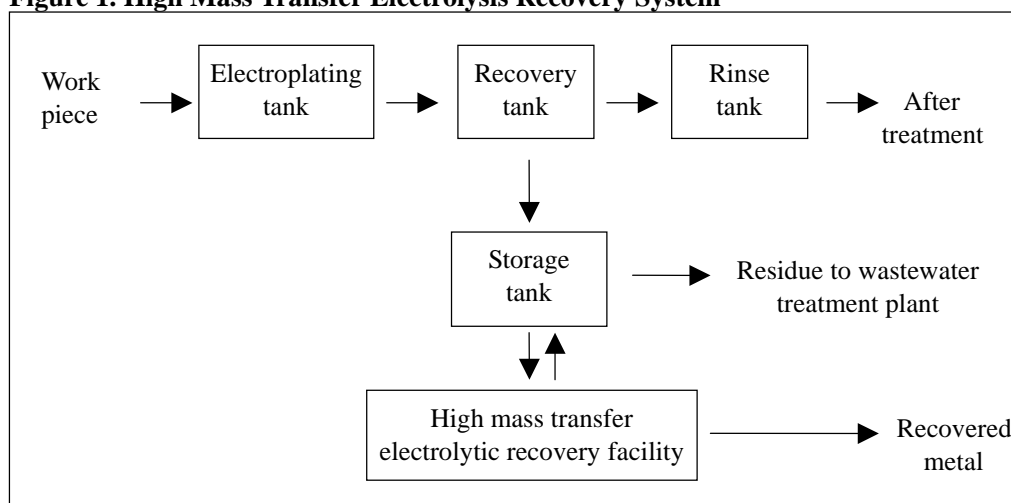 Figure 1. High Mass Transfer Electrolysis Recovery System
Work
piece
Electroplating
tank
Recovery
tank
Rinse
tank
After
treatment
Storage
tank
Residue to wastewater
treatment plant
High mass transfer
electrolytic recovery facility
Recovered
metal